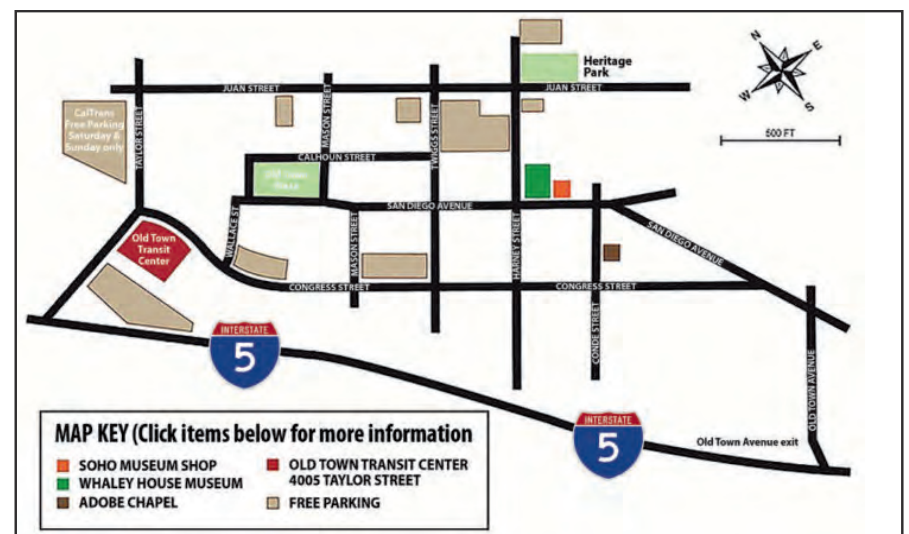 Heritage
Park
JUAN STREET
JUAN STREET
N
E
W
S
500 FT
CalTrans
Free Parking
Saturday &
Sunday only
TAYLOR STREET
MASON STREET
TWIGGS STREET
CALHOUN STREET
Old Town
SAN DIEGO AVENUE
SAN DIEGO AVENUE
WALLACE ST.
MASON STREET
HARNEY STREET
Old Town
Transit
Center
CONGRESS STREET
CONGRESS STREET
CONDE STREET
OLD TOWN AVENUE
INTERSTATE
5
INTERSTATE
5
Old Town Avenue exit
MAP KEY (Click items below for more information
SOHO MUSEUM SHOP
WHALEY HOUSE MUSEUM
ADOBE CHAPEL
OLD TOWN TRANSIT CENTER
4005 TAYLOR STREET
FREE PARKING